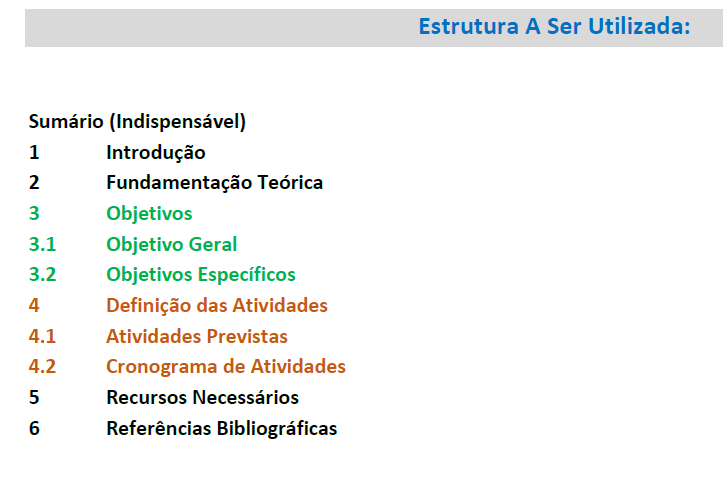 Estrutura A Ser Utilizada:
Sumário (Indispensável)
1 Introdução
2 Fundamentação Teórica
3 Objetivos
3.1 Objetivo Geral
3.2 Objetivos Específicos
4 Definição das Atividades
4.1 Atividades Previstas
4.2 Cronograma de Atividades
5 Recursos Necessários
6 Referências Bibliográficas